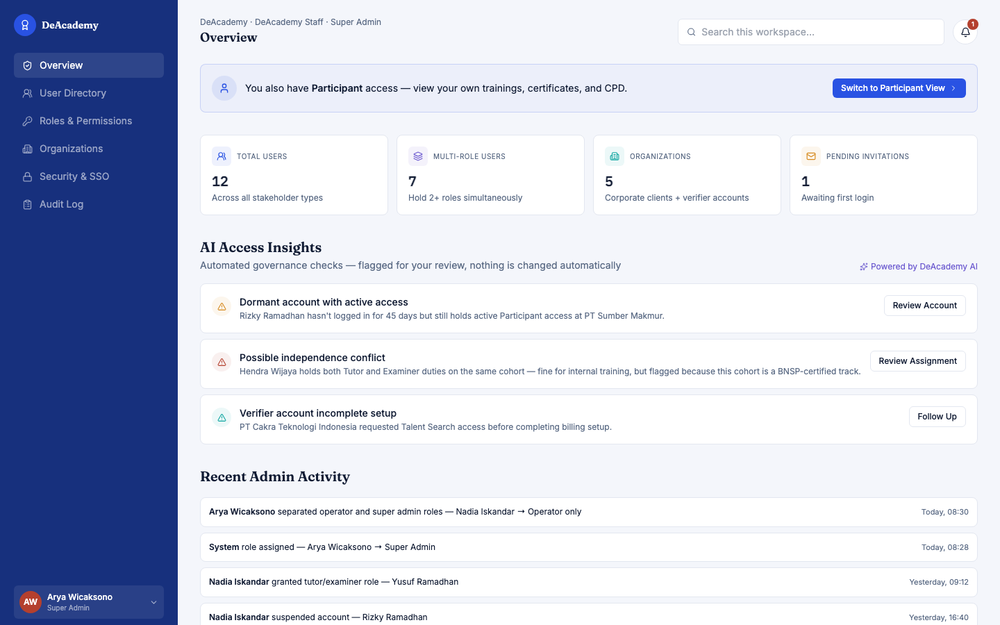 DeAcademy
Overview
User Directory
Roles & Permissions
Organizations
Security & SSO
Audit Log
AW
Arya Wicaksono
Super Admin
DeAcademy · DeAcademy Staff · Super Admin
Overview
Search this workspace...
1
You also have Participant access — view your own trainings, certificates, and CPD.
Switch to Participant View
TOTAL USERS
12
Across all stakeholder types
MULTI-ROLE USERS
7
Hold 2+ roles simultaneously
ORGANIZATIONS
5
Corporate clients + verifier accounts
PENDING INVITATIONS
1
Awaiting first login
AI Access Insights
Automated governance checks — flagged for your review, nothing is changed automatically
Powered by DeAcademy AI
Dormant account with active access
Rizky Ramadhan hasn't logged in for 45 days but still holds active Participant access at PT Sumber Makmur.
Review Account
Possible independence conflict
Hendra Wijaya holds both Tutor and Examiner duties on the same cohort — fine for internal training, but flagged because this cohort is a BNSP-certified track.
Review Assignment
Verifier account incomplete setup
PT Cakra Teknologi Indonesia requested Talent Search access before completing billing setup.
Follow Up
Recent Admin Activity
Arya Wicaksono separated operator and super admin roles — Nadia Iskandar → Operator only
Today, 08:30
System role assigned — Arya Wicaksono → Super Admin
Today, 08:28
Nadia Iskandar granted tutor/examiner role — Yusuf Ramadhan
Yesterday, 09:12
Nadia Iskandar suspended account — Rizky Ramadhan
Yesterday, 16:40